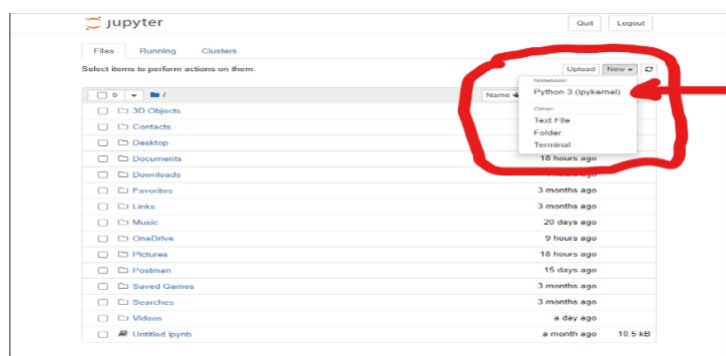 jupyter
Quit Logout
Files Running Clusters
Select items to perform actions on them.
Upload New
0 / Name
Notebook:
Python 3 (ipykernel)
Other:
Text File
Folder
Terminal
3D Objects
Contacts
Desktop
Documents 18 hours ago
Downloads
Favorites 3 months ago
Links 3 months ago
Music 20 days ago
OneDrive 9 hours ago
Pictures 18 hours ago
Postman 15 days ago
Saved Games 3 months ago
Searches 3 months ago
Videos a day ago
Untitled.ipynb a month ago 10.5 kB